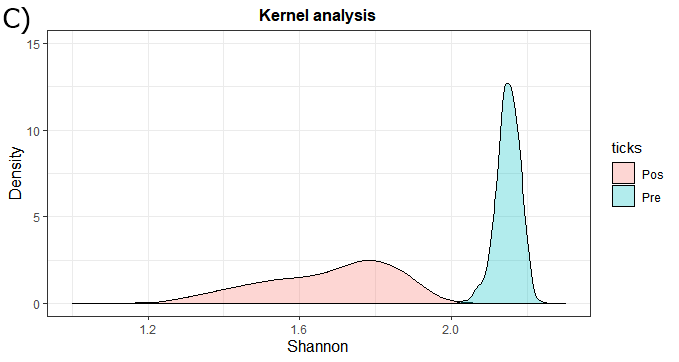 C)
Kernel analysis
15
10
5
0
Density
1.2
1.6
2.0
Shannon
ticks
Pos
Pre